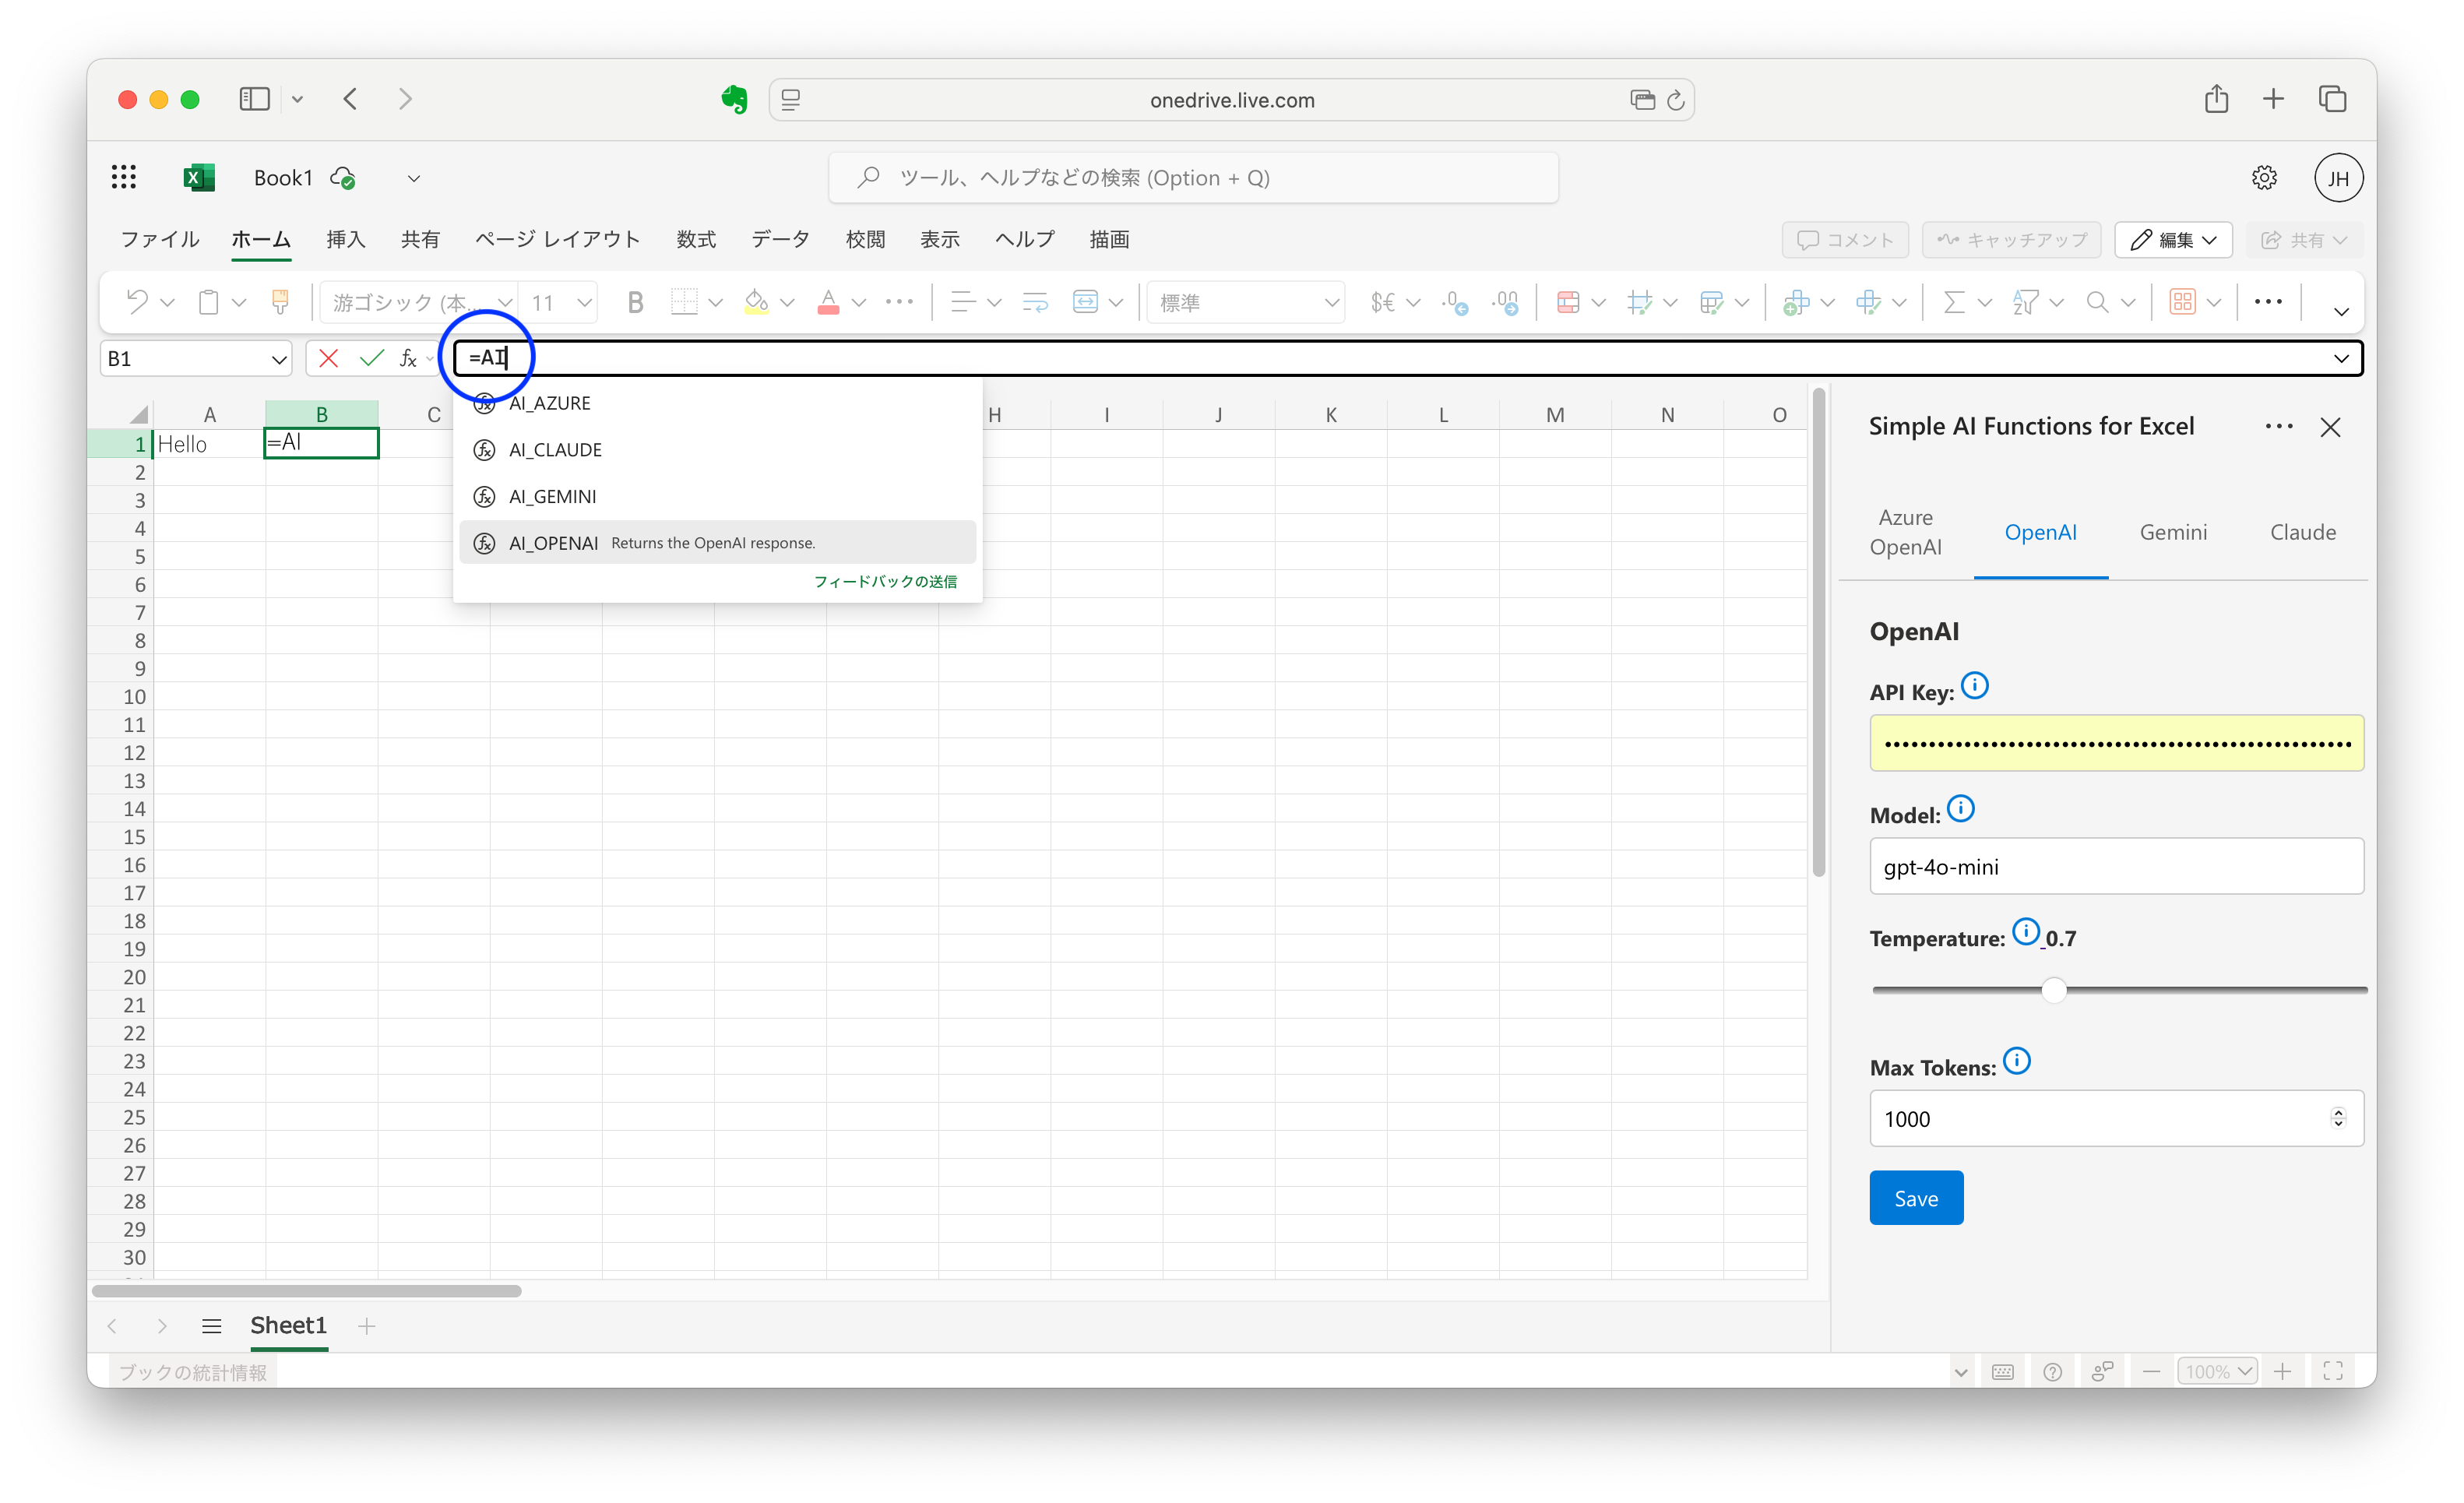 onedrive.live.com
Book1
ツール、ヘルプなどの検索 (Option + Q)
JH
ファイル ホーム 挿入 共有 ページ レイアウト 数式 データ 校閲 表示 ヘルプ 描画
コメント キャッチアップ 編集 共有
游ゴシック (本... 11 B A 標準 $€ .0 .00
B1 fx =AI
A B C H I J K L M N O
1 Hello =AI
AI_AZURE
AI_CLAUDE
AI_GEMINI
AI_OPENAI Returns the OpenAI response.
フィードバックの送信
2
3
4
5
6
7
8
9
10
11
12
13
14
15
16
17
18
19
20
21
22
23
24
25
26
27
28
29
30
Simple AI Functions for Excel
Azure OpenAI OpenAI Gemini Claude
OpenAI
API Key:
Model:
gpt-4o-mini
Temperature: 0.7
Max Tokens:
1000
Save
Sheet1
ブックの統計情報
100%